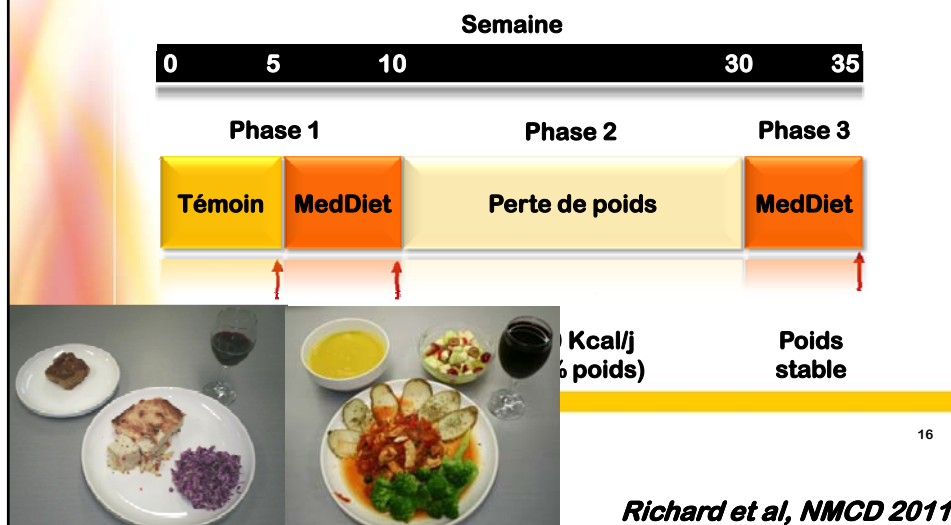 Semaine
0 5 10 30 35
Phase 1 Phase 2 Phase 3
Témoin MedDiet Perte de poids MedDiet
Kcal/j Poids
% poids) stable
16
Richard et al, NMCD 2011